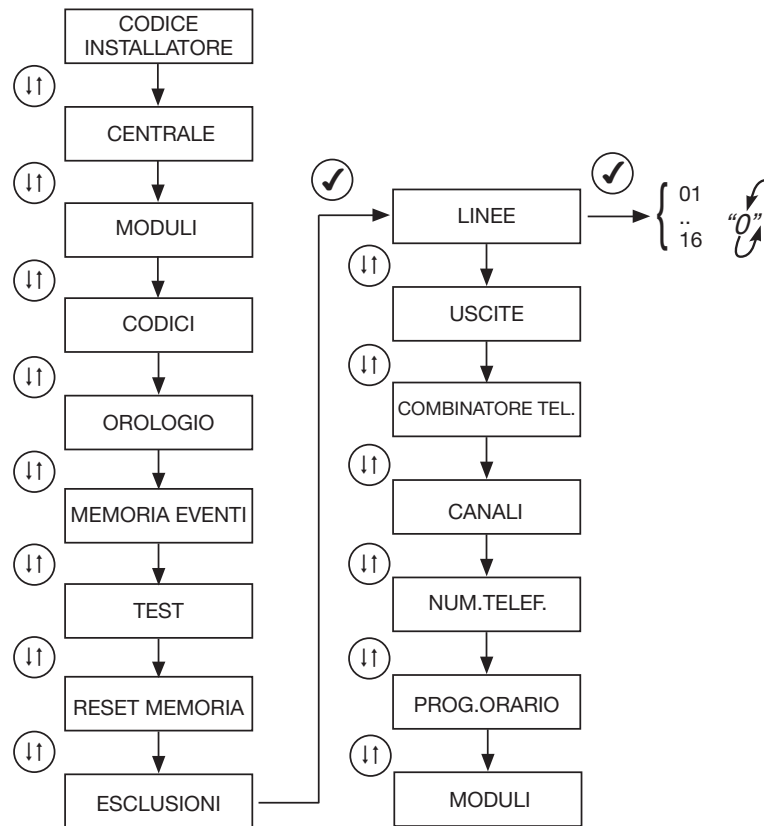 CODICE
INSTALLATORE
CENTRALE
MODULI
CODICI
OROLOGIO
MEMORIA EVENTI
TEST
RESET MEMORIA
ESCLUSIONI
LINEE
01
..
16
“0”
USCITE
COMBINATORE TEL.
CANALI
NUM.TELEF.
PROG.ORARIO
MODULI